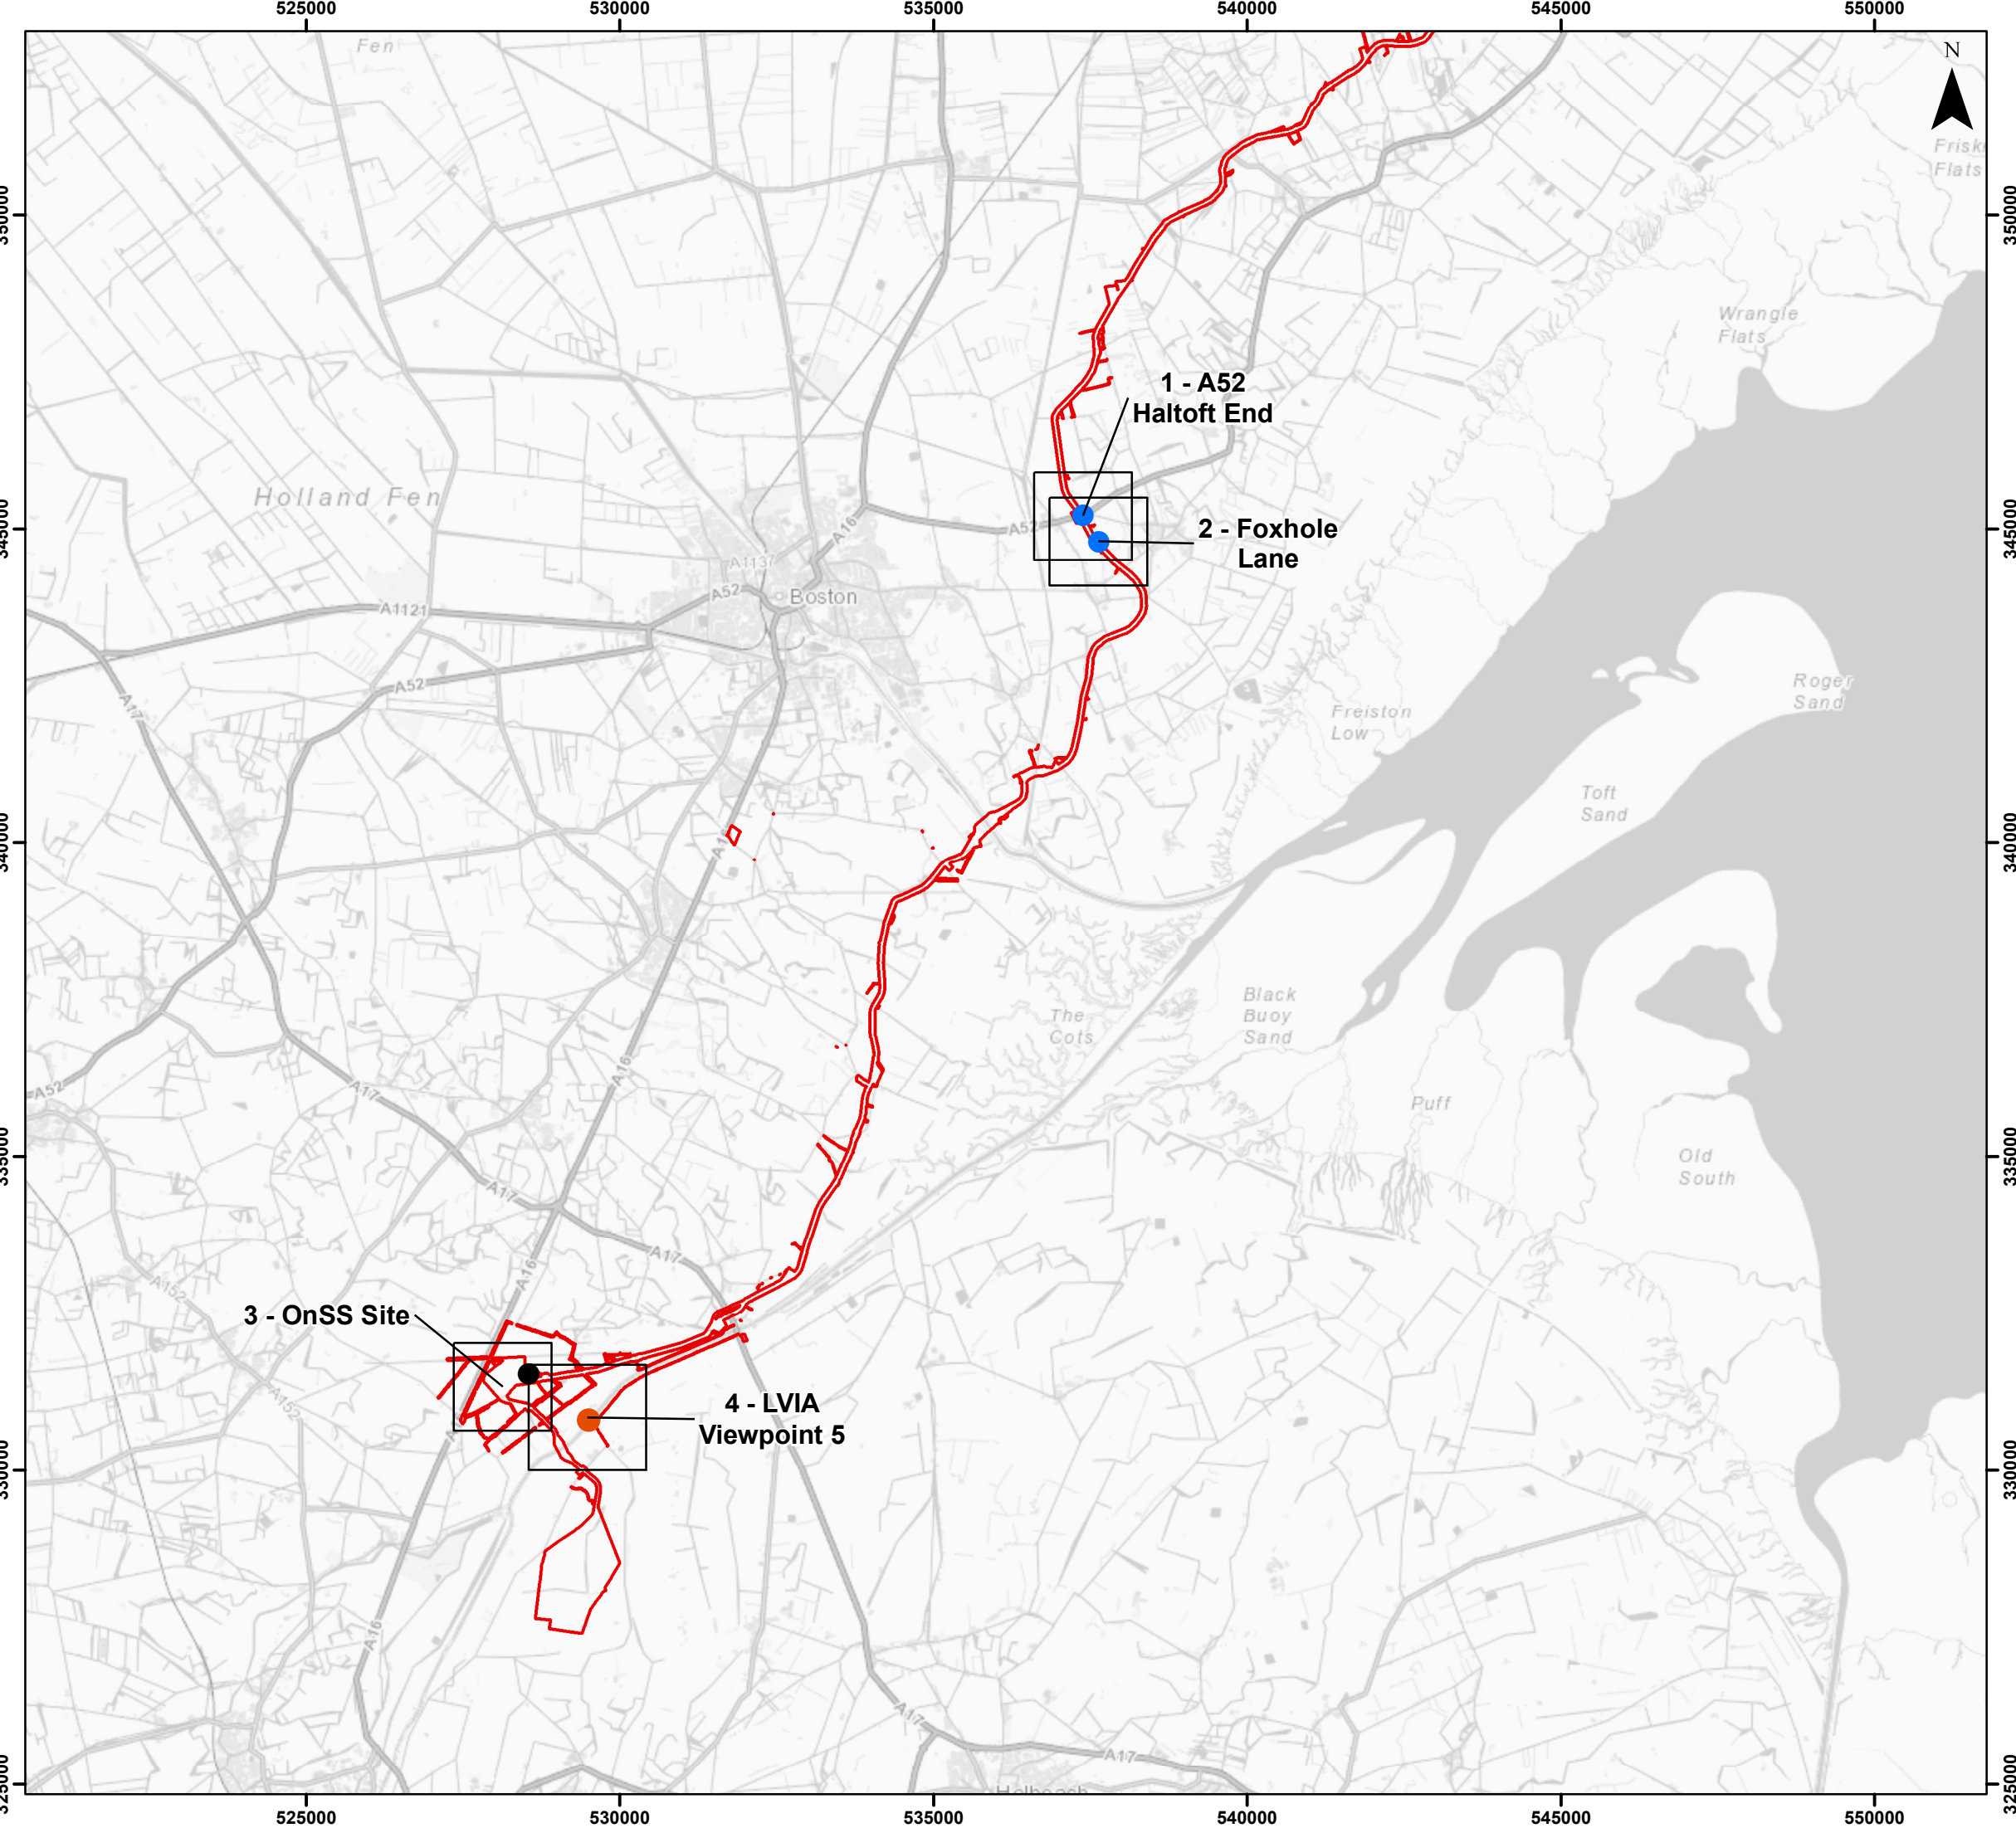 525000
530000
535000
540000
545000
550000
N
Fen
Flats
350000
350000
Wrangle
Flats
1 - A52
Haltoft End
Holland Fen
A16
A52
345000
345000
2 - Foxhole
Lane
A52
Boston
A1121
A52
A17
Roger
Sand
Freiston
Low
Toft
Sand
340000
340000
Black
Buoy
Sand
The
Cots
A16
A52
A17
Puff
335000
335000
Old
South
A17
A17
A16
A152
3 - OnSS Site
A152
4 - LVIA
Viewpoint 5
330000
330000
A16
A17
A17
325000
325000
525000
530000
535000
540000
545000
550000